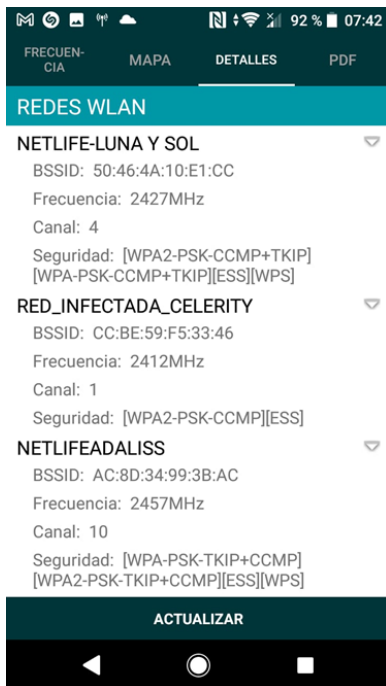 92 % 07:42
FRECUEN-
CIA
MAPA
DETALLES
PDF
REDES WLAN
NETLIFE-LUNA Y SOL
BSSID: 50:46:4A:10:E1:CC
Frecuencia: 2427MHz
Canal: 4
Seguridad: [WPA2-PSK-CCMP+TKIP]
[WPA-PSK-CCMP+TKIP][ESS][WPS]
RED_INFECTADA_CELERITY
BSSID: CC:BE:59:F5:33:46
Frecuencia: 2412MHz
Canal: 1
Seguridad: [WPA2-PSK-CCMP][ESS]
NETLIFEADALISS
BSSID: AC:8D:34:99:3B:AC
Frecuencia: 2457MHz
Canal: 10
Seguridad: [WPA-PSK-TKIP+CCMP]
[WPA2-PSK-TKIP+CCMP][ESS][WPS]
ACTUALIZAR